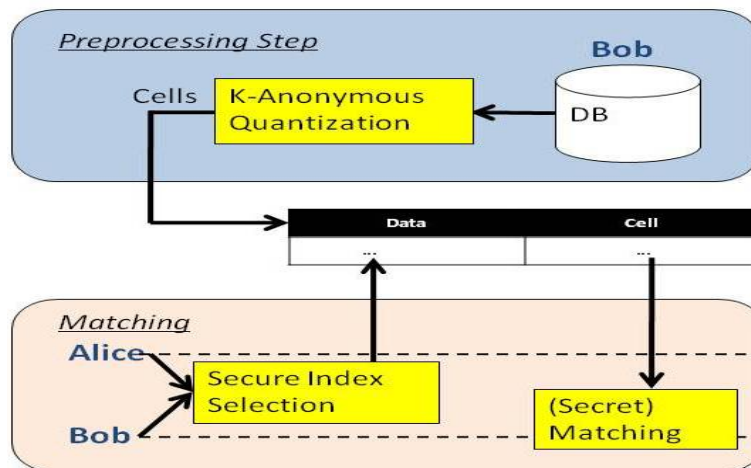 Preprocessing Step
Bob
Cells
K-Anonymous
Quantization
DB
Data
Cell
...
...
Matching
Alice
Secure Index
Selection
Bob
(Secret)
Matching